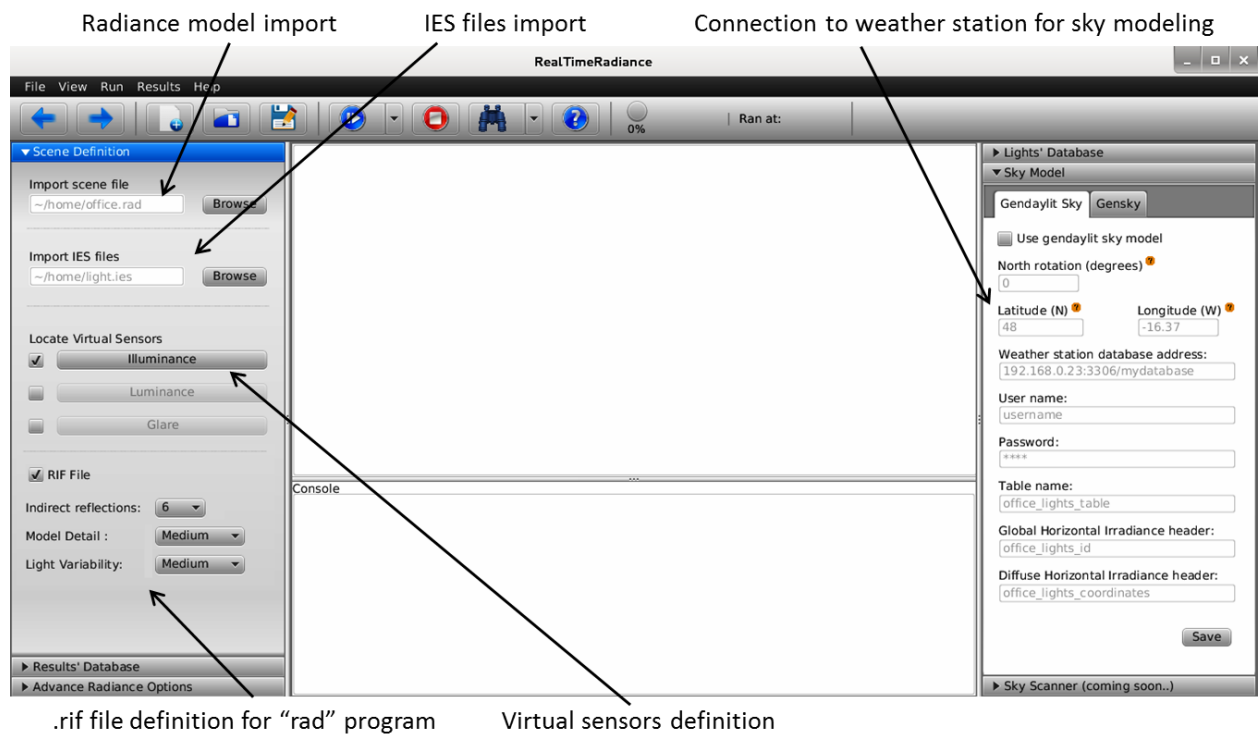 Radiance model import
IES files import
Connection to weather station for sky modeling
RealTimeRadiance
File View Run Results Help
0%
Ran at:
Scene Definition
Import scene file
~/home/office.rad
Browse
Import IES files
~/home/light.ies
Browse
Locate Virtual Sensors
Illuminance
Luminance
Glare
RIF File
Indirect reflections: 6
Model Detail : Medium
Light Variability: Medium
Results' Database
Advance Radiance Options
Console
Lights' Database
Sky Model
Gendaylit Sky Gensky
Use gendaylit sky model
North rotation (degrees) ?
0
Latitude (N) ? Longitude (W) ?
48 -16.37
Weather station database address:
192.168.0.23:3306/mydatabase
User name:
username
Password:
****
Table name:
office_lights_table
Global Horizontal Irradiance header:
office_lights_id
Diffuse Horizontal Irradiance header:
office_lights_coordinates
Save
Sky Scanner (coming soon..)
.rif file definition for “rad” program
Virtual sensors definition